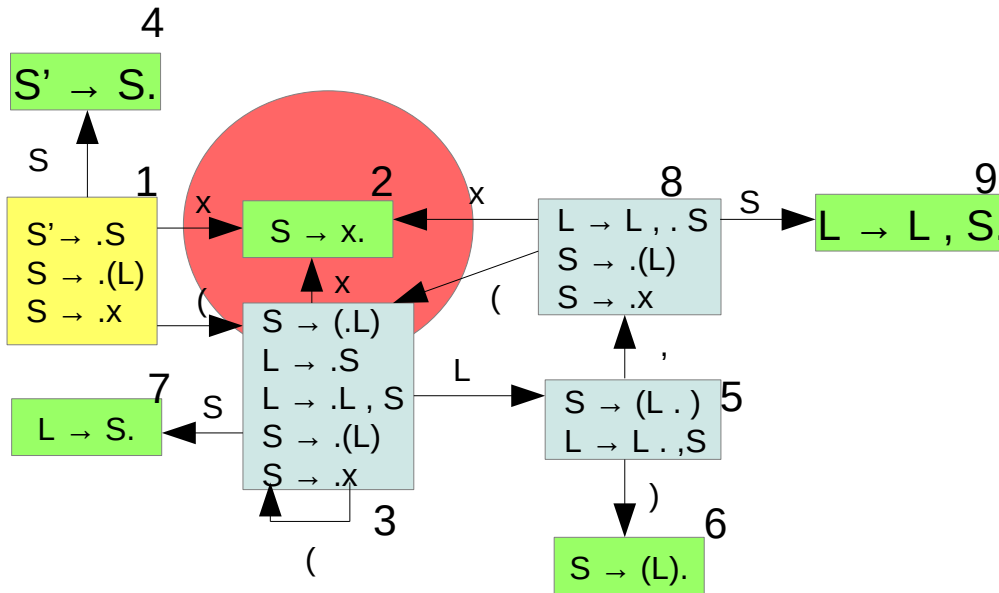 4
S’ → S.
S
1
S’→ .S
S → .(L)
S → .x
x
(
2
S → x.
x
x
(
8
L → L , . S
S → .(L)
S → .x
S
9
L → L , S.
S → (.L)
L → .S
L → .L , S
S → .(L)
S → .x
3
(
7
L → S.
S
L
,
5
S → (L . )
L → L . ,S
)
6
S → (L).